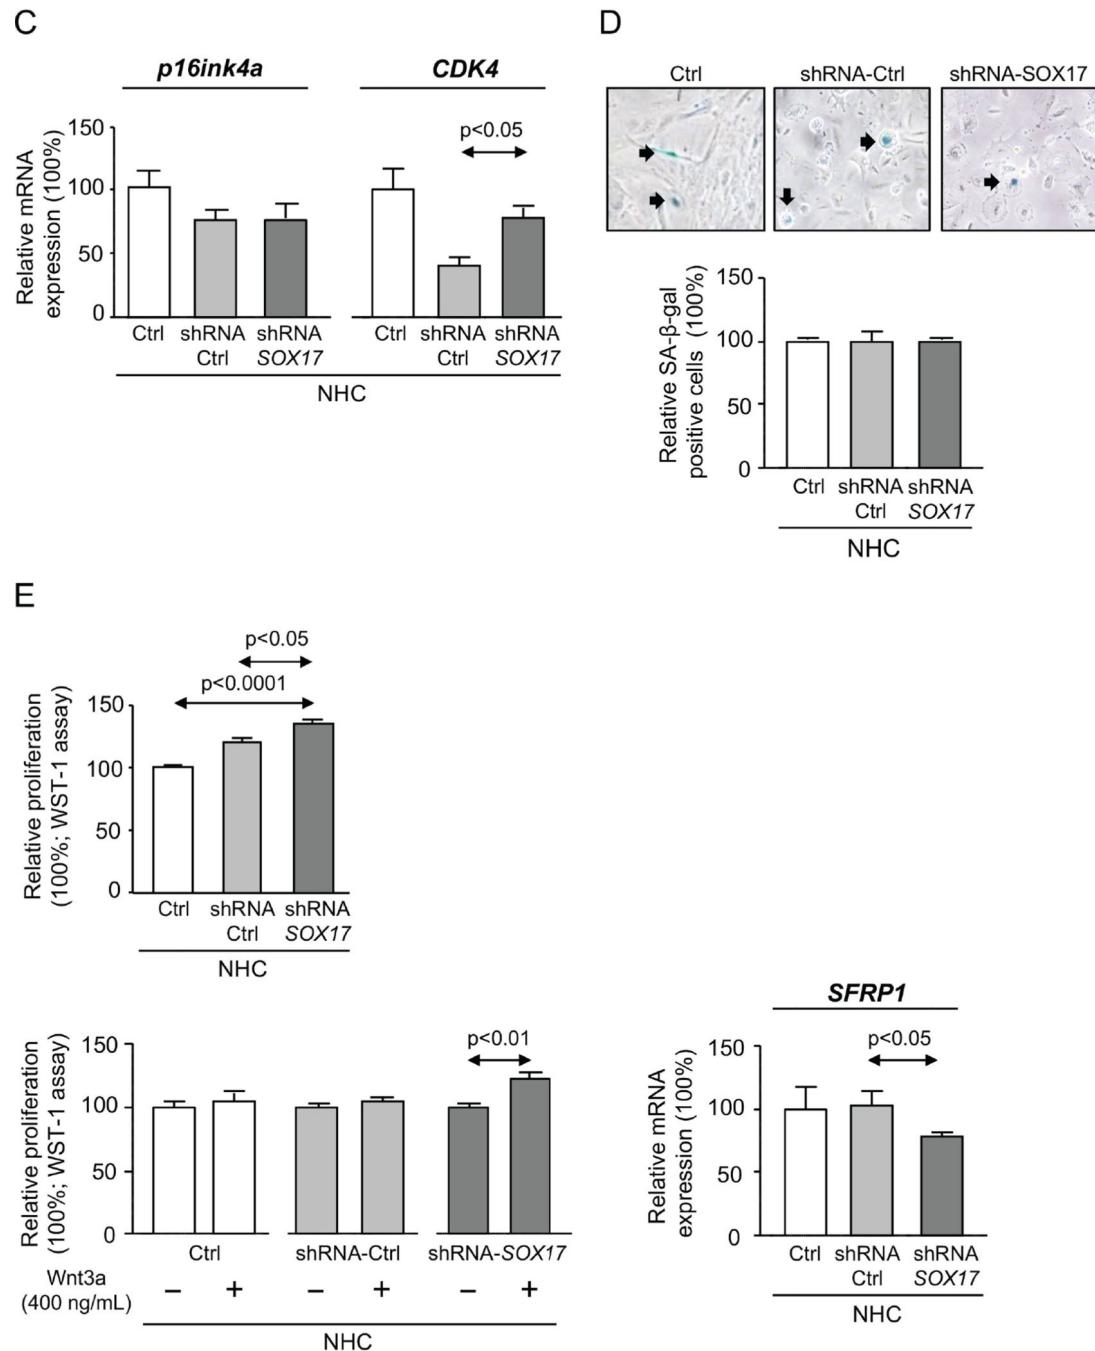 C
p16ink4a
CDK4
Relative mRNA
expression (100%)
150
100
50
0
p<0.05
Ctrl
shRNA
Ctrl
shRNA
SOX17
Ctrl
shRNA
Ctrl
shRNA
SOX17
NHC
D
Ctrl
shRNA-Ctrl
shRNA-SOX17
Relative SA-β-gal
positive cells (100%)
150
100
50
0
Ctrl
shRNA
Ctrl
shRNA
SOX17
NHC
E
p<0.05
p<0.0001
Relative proliferation
(100%; WST-1 assay)
150
100
50
0
Ctrl
shRNA
Ctrl
shRNA
SOX17
NHC
Relative proliferation
(100%; WST-1 assay)
150
100
50
0
p<0.01
Ctrl
shRNA-Ctrl
shRNA-SOX17
Wnt3a
(400 ng/mL)
− + − + − +
NHC
SFRP1
Relative mRNA
expression (100%)
150
100
50
0
p<0.05
Ctrl
shRNA
Ctrl
shRNA
SOX17
NHC